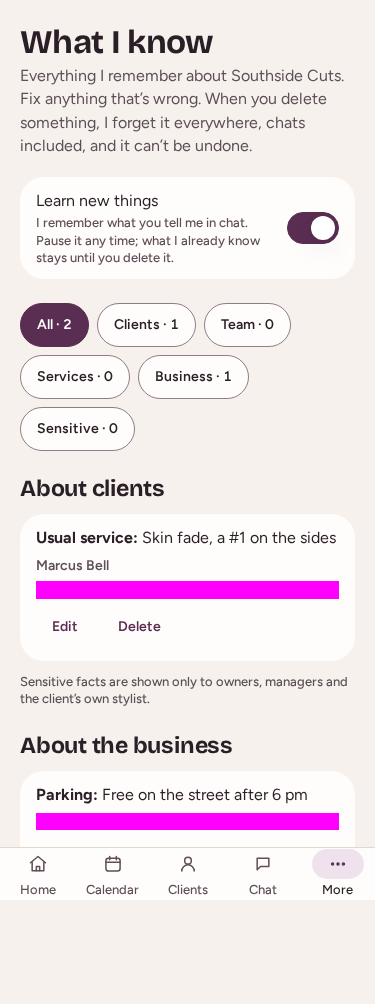 What I know
Everything I remember about Southside Cuts.
Fix anything that’s wrong. When you delete
something, I forget it everywhere, chats
included, and it can’t be undone.
Learn new things
I remember what you tell me in chat.
Pause it any time; what I already know
stays until you delete it.
All · 2
Clients · 1
Team · 0
Services · 0
Business · 1
Sensitive · 0
About clients
Usual service: Skin fade, a #1 on the sides
Marcus Bell
Edit
Delete
Sensitive facts are shown only to owners, managers and
the client’s own stylist.
About the business
Parking: Free on the street after 6 pm
Home
Calendar
Clients
Chat
More